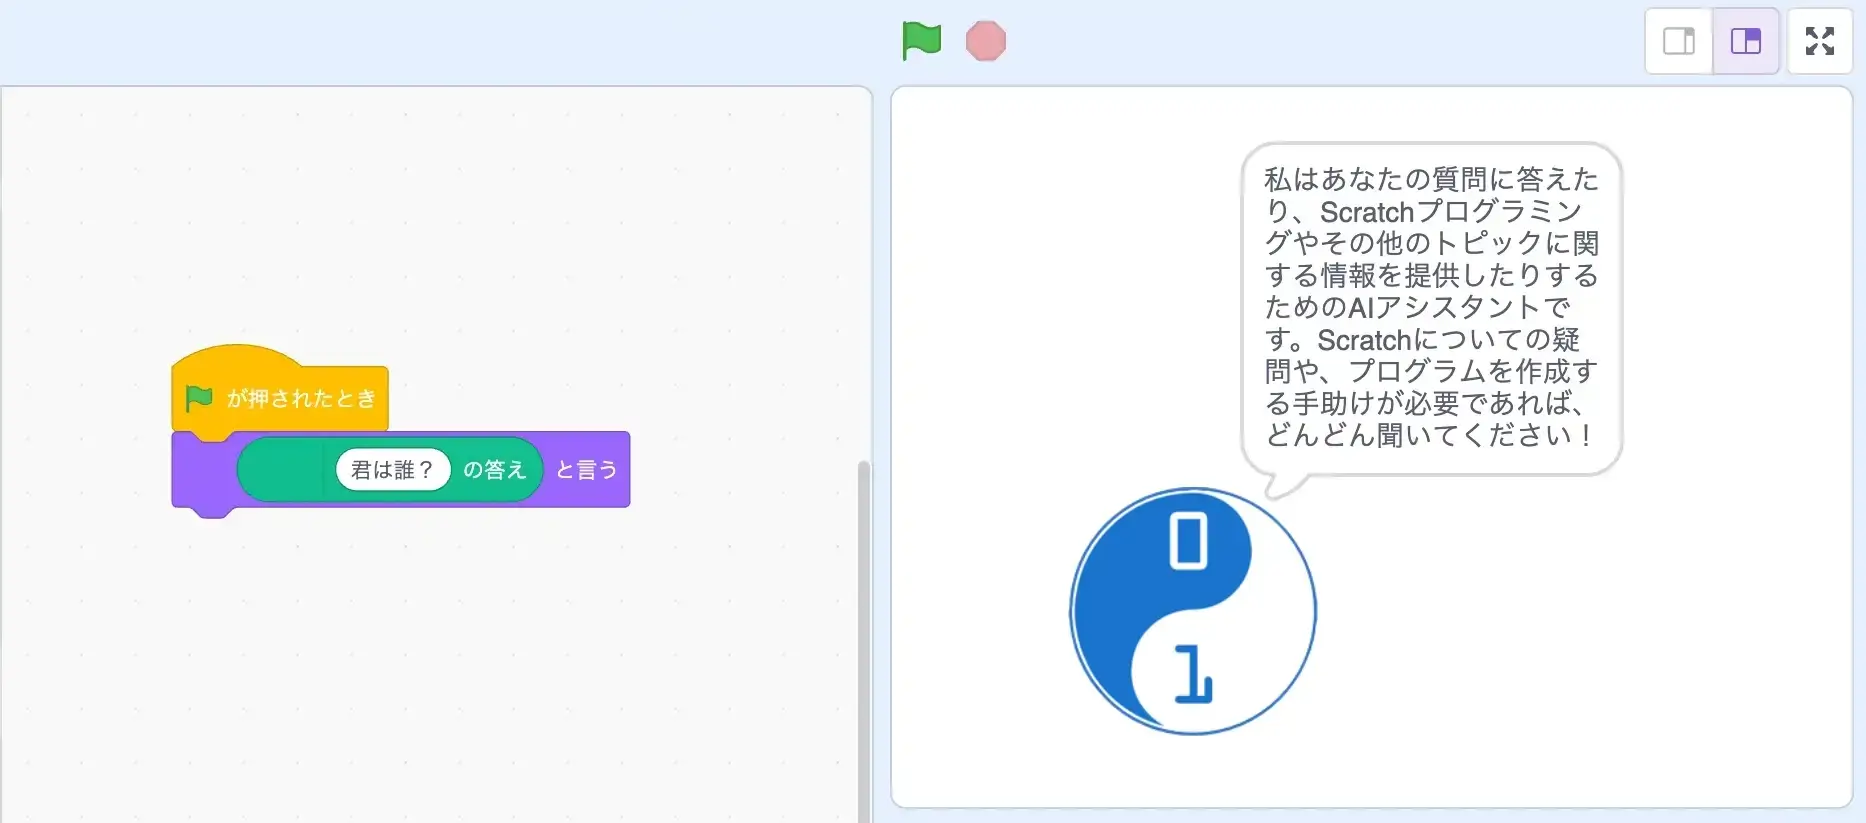 が押されたとき
君は誰？ の答え と言う
私はあなたの質問に答えた
り、Scratchプログラミン
グやその他のトピックに関
する情報を提供したりする
ためのAIアシスタントで
す。Scratchについての疑
問や、プログラムを作成す
る手助けが必要であれば、
どんどん聞いてください！
0
1